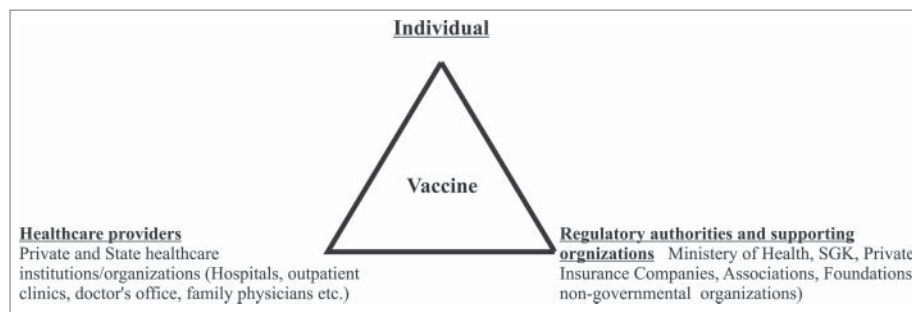 Individual
Vaccine
Healthcare providers
Private and State healthcare
institutions/organizations (Hospitals, outpatient
clinics, doctor's office, family physicians etc.)
Regulatory authorities and supporting
orgnizations Ministery of Health, SGK, Private
Insurance Companies, Associations, Foundations
non-governmental organizations)